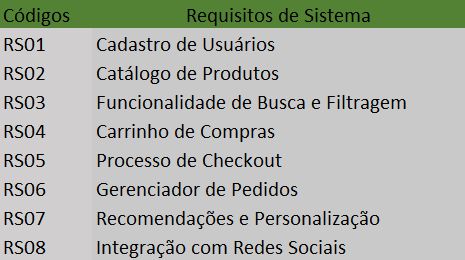 Códigos Requisitos de Sistema
RS01 Cadastro de Usuários
RS02 Catálogo de Produtos
RS03 Funcionalidade de Busca e Filtragem
RS04 Carrinho de Compras
RS05 Processo de Checkout
RS06 Gerenciador de Pedidos
RS07 Recomendações e Personalização
RS08 Integração com Redes Sociais